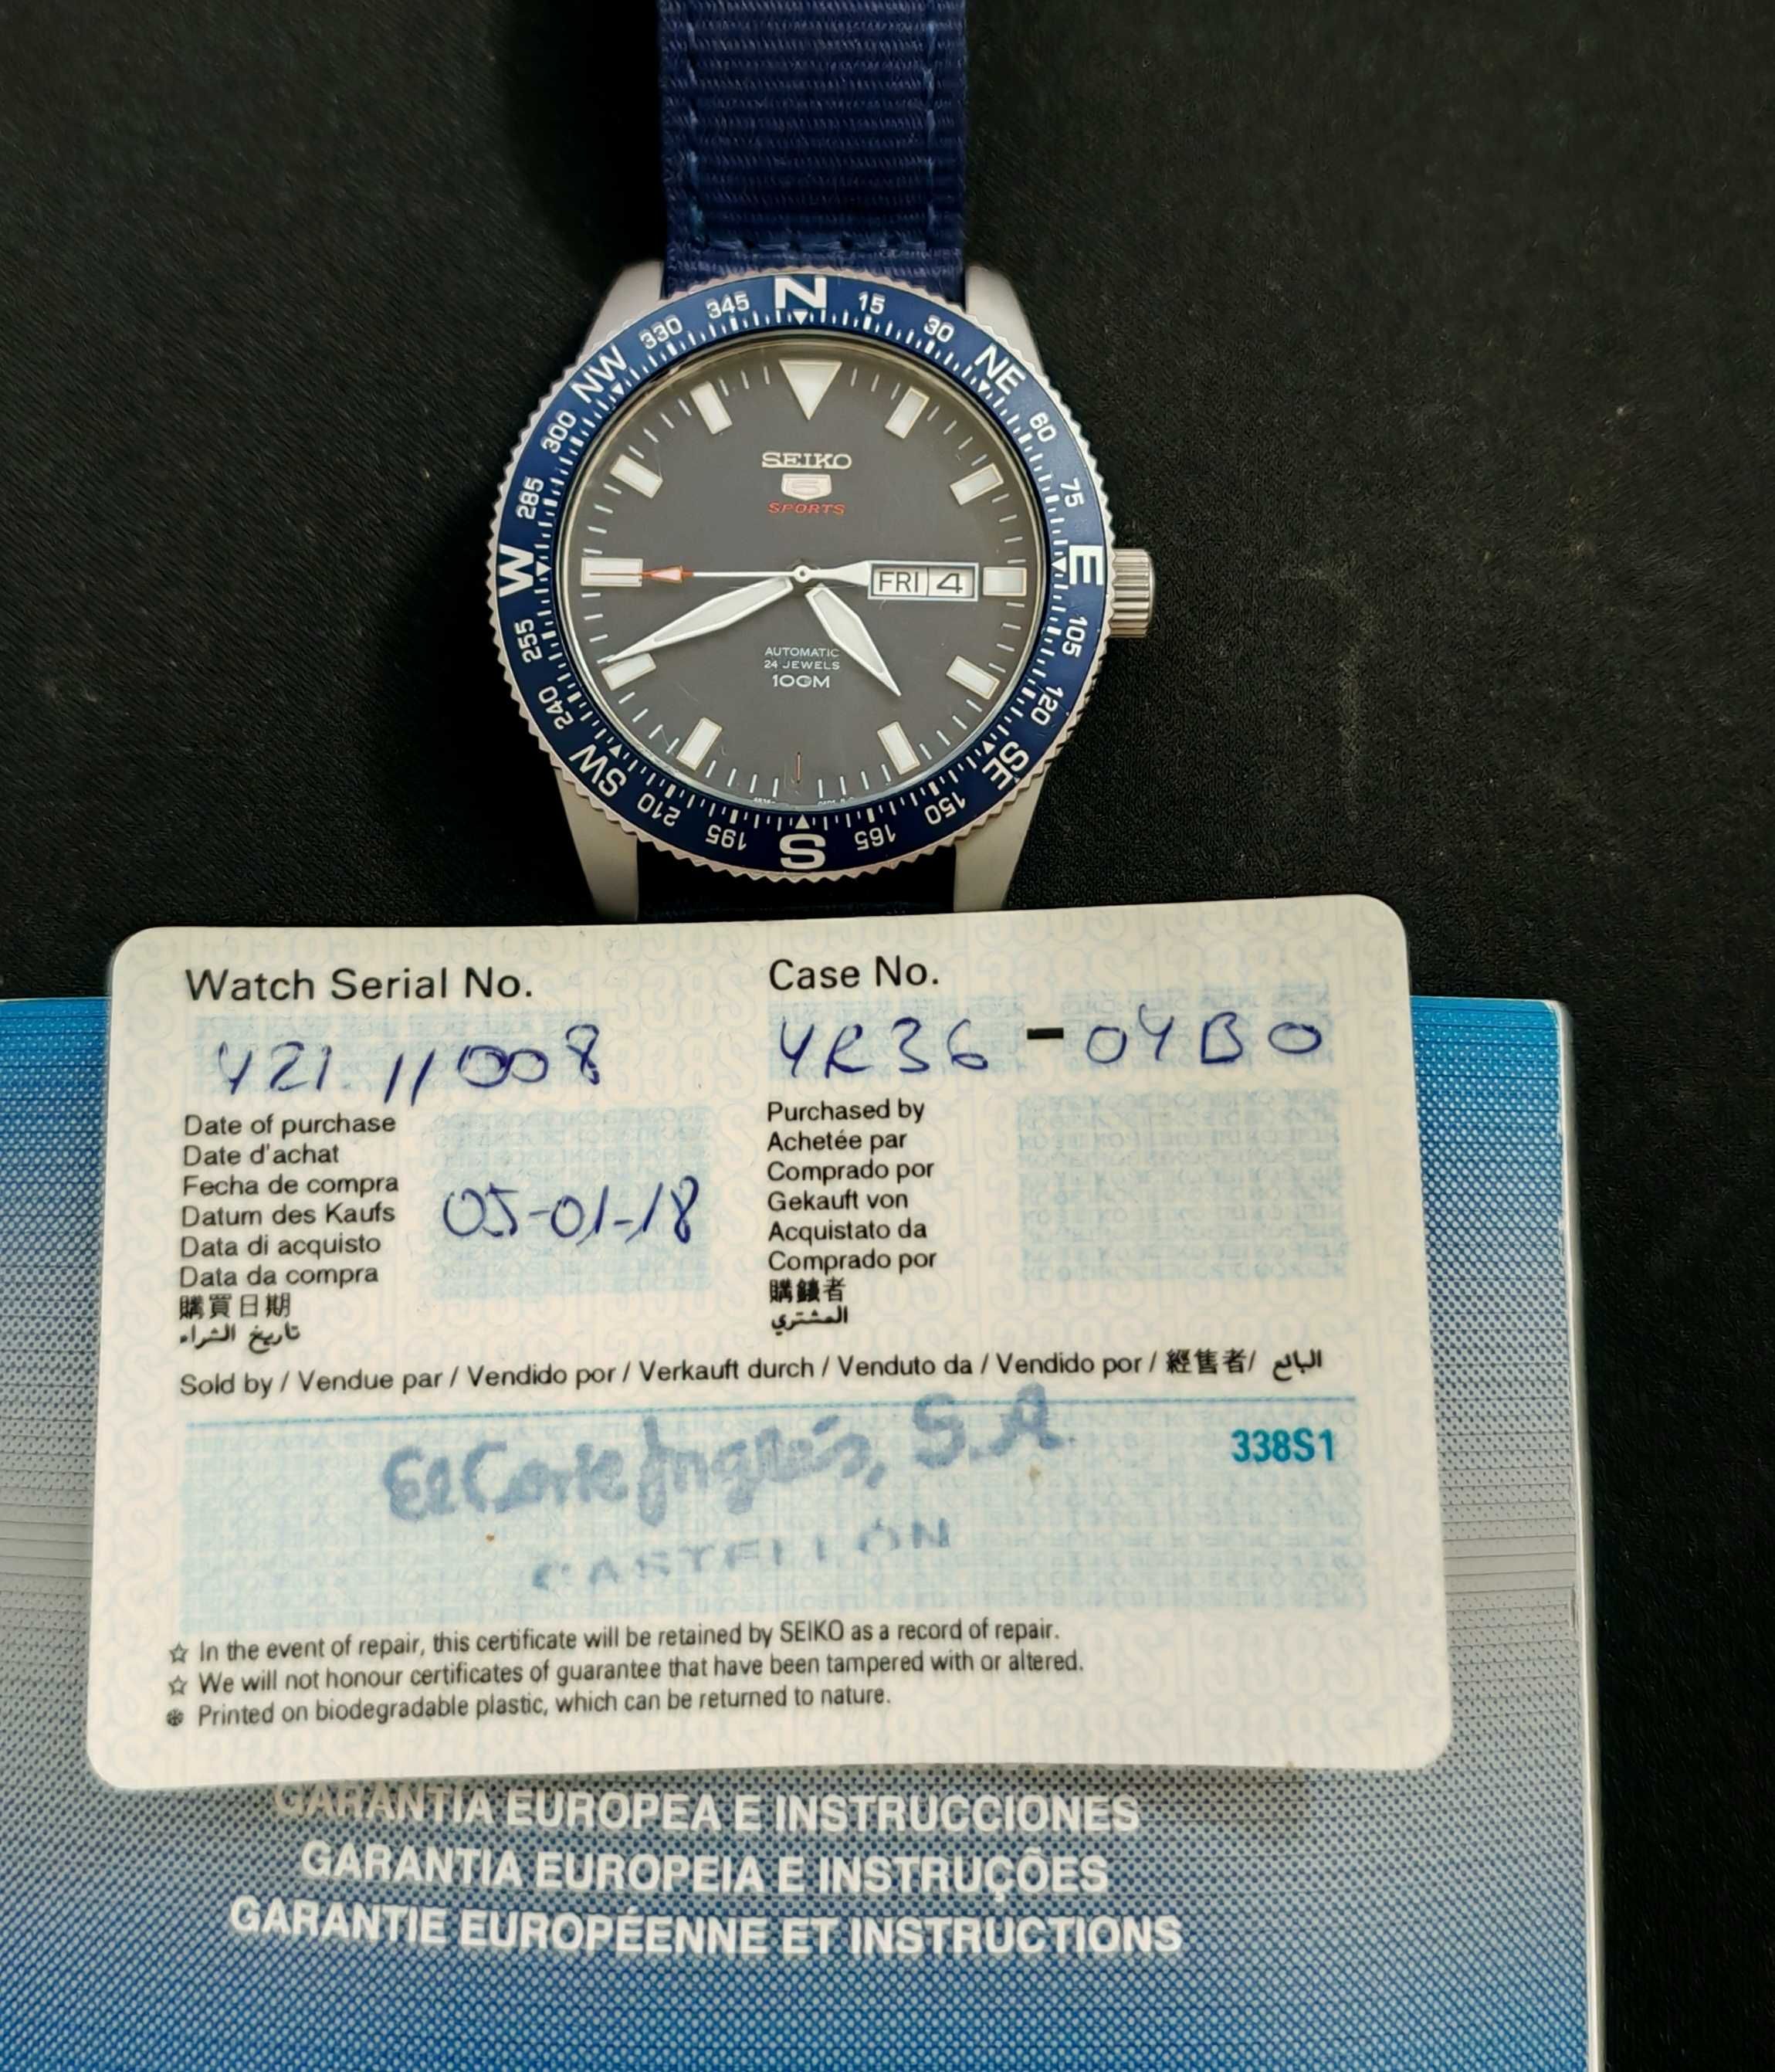 N
345 15
330 30
NW NE
300 60
285 75
W E
255 105
240 120
SW SE
210 150
195 165
S
SEIKO
5
SPORTS
FRI 4
AUTOMATIC
24 JEWELS
100M
Watch Serial No.
421.11008
Case No.
4R36-04B0
Date of purchase
Date d'achat
Fecha de compra
Datum des Kaufs
Data di acquisto
Data da compra
購買日期
تاريخ الشراء
05-01-18
Purchased by
Achetée par
Comprado por
Gekauft von
Acquistato da
Comprado por
購錶者
المشتري
Sold by / Vendue par / Vendido por / Verkauft durch / Venduto da / Vendido por / 經售者/ البائع
El Corte Inglés, S.A.
338S1
CASTELLON
☆ In the event of repair, this certificate will be retained by SEIKO as a record of repair.
☆ We will not honour certificates of guarantee that have been tampered with or altered.
❋ Printed on biodegradable plastic, which can be returned to nature.
GARANTIA EUROPEA E INSTRUCCIONES
GARANTIA EUROPEIA E INSTRUÇÕES
GARANTIE EUROPÉENNE ET INSTRUCTIONS